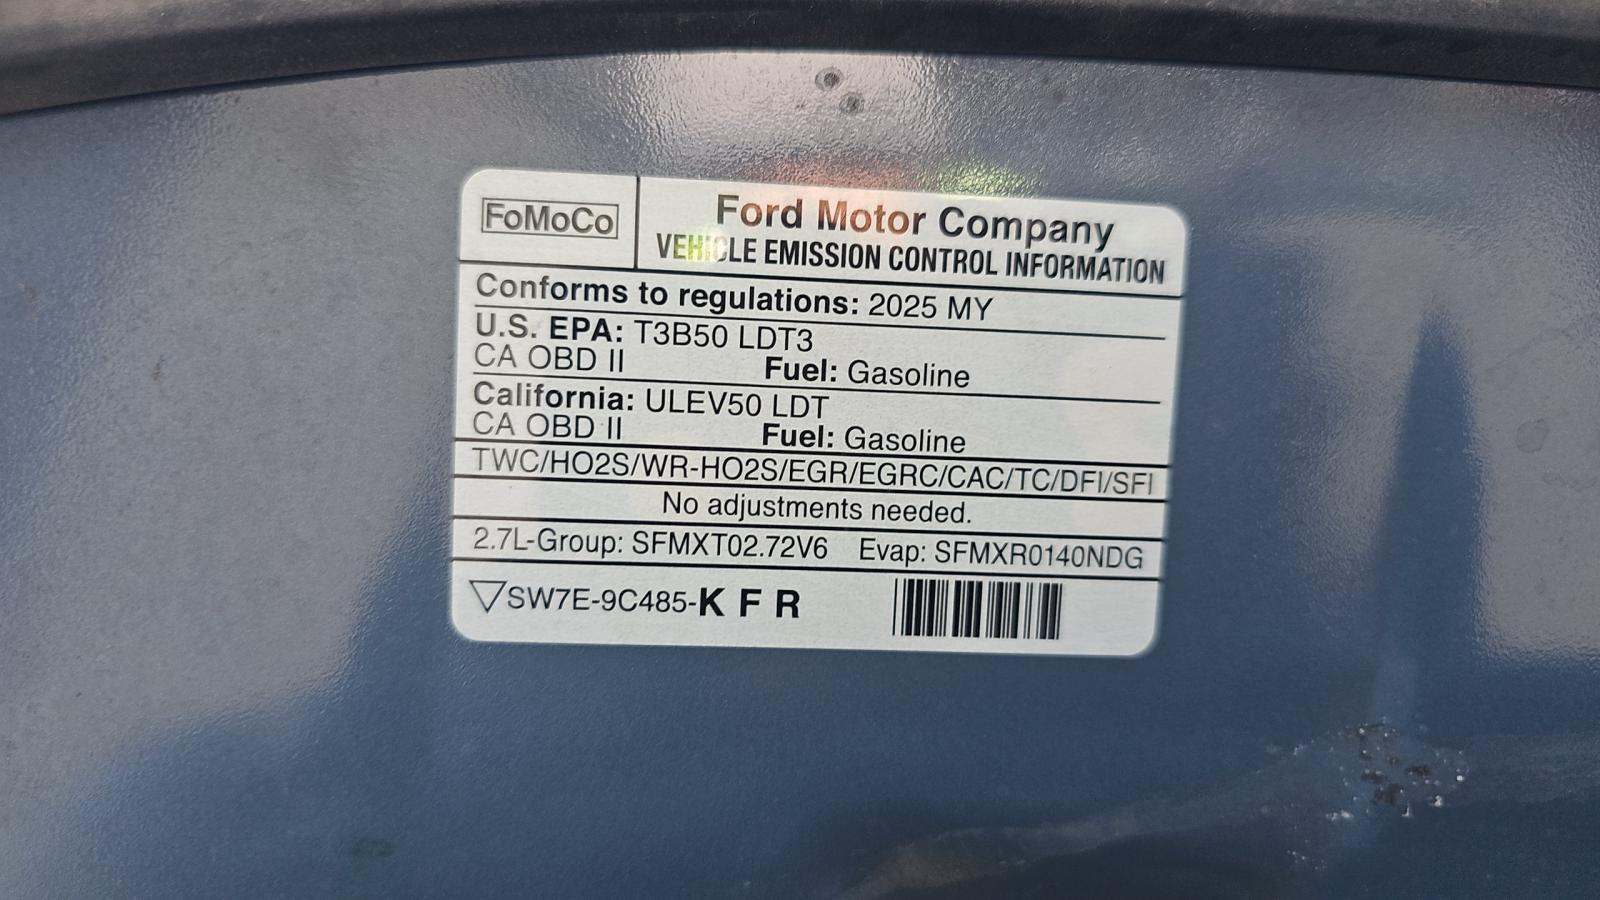 FoMoCo
Ford Motor Company
VEHICLE EMISSION CONTROL INFORMATION
Conforms to regulations: 2025 MY
U.S. EPA: T3B50 LDT3
CA OBD II Fuel: Gasoline
California: ULEV50 LDT
CA OBD II Fuel: Gasoline
TWC/HO2S/WR-HO2S/EGR/EGRC/CAC/TC/DFI/SFI
No adjustments needed.
2.7L-Group: SFMXT02.72V6 Evap: SFMXR0140NDG
SW7E-9C485-K F R